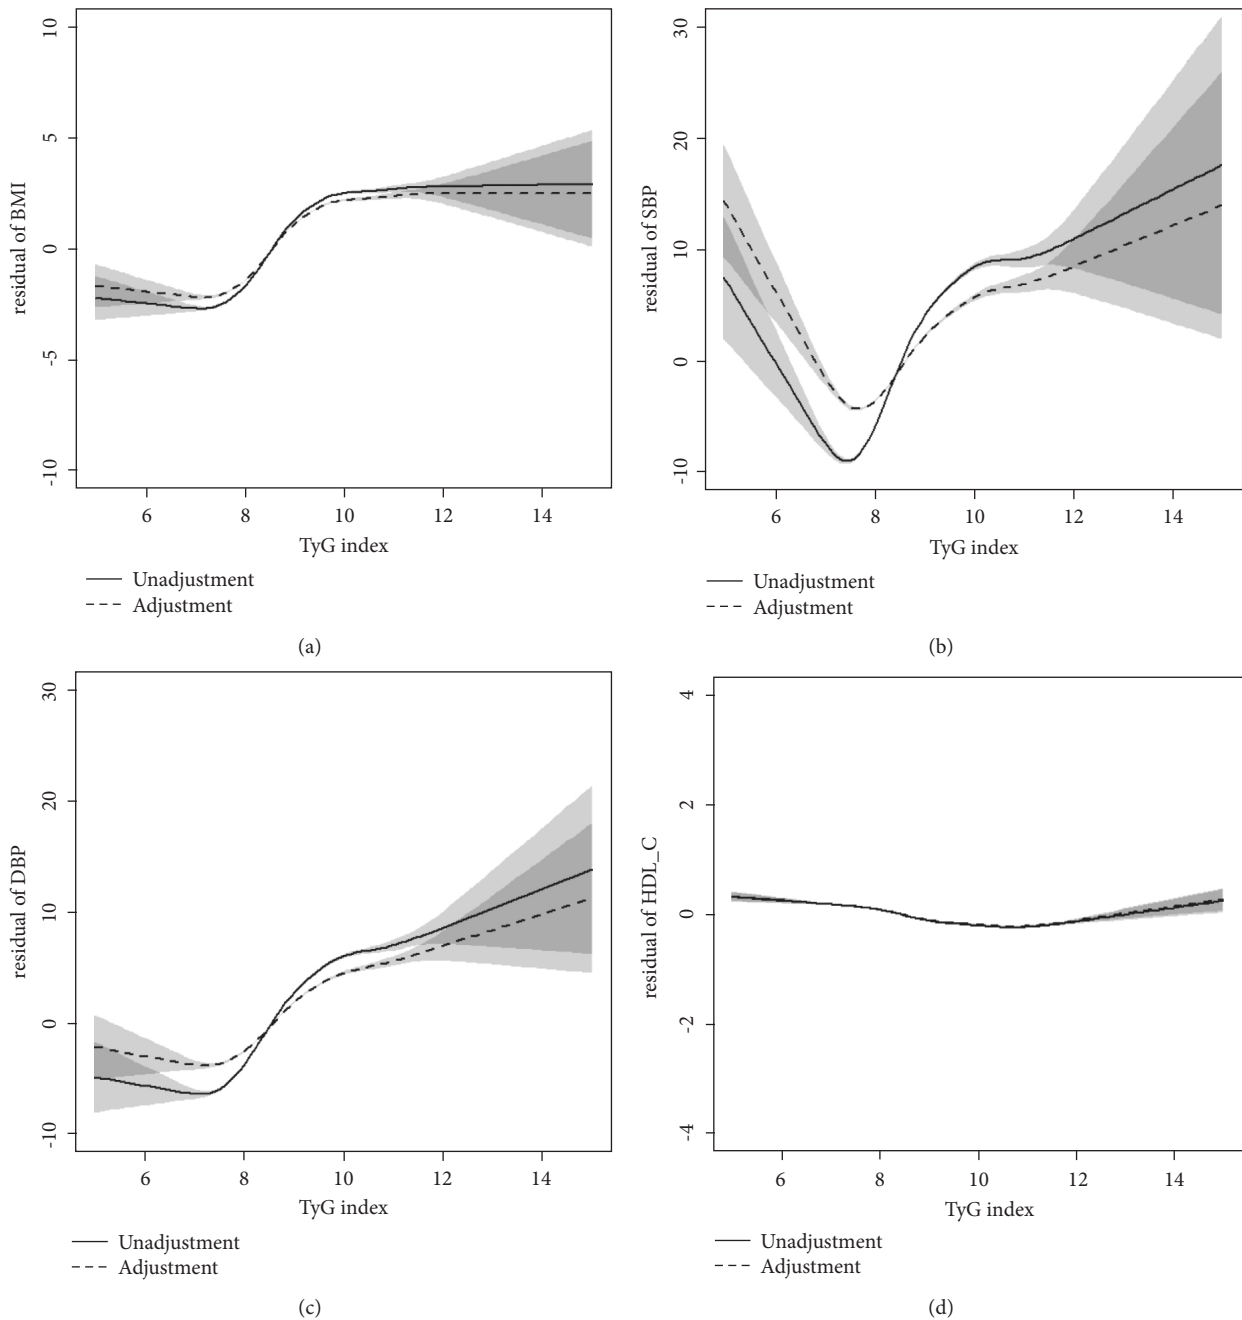 10
5
0
-5
-10
residual of BMI
6 8 10 12 14
TyG index
Unadjustment
Adjustment
(a)
30
20
10
0
-10
residual of SBP
6 8 10 12 14
TyG index
Unadjustment
Adjustment
(b)
30
20
10
0
-10
residual of DBP
6 8 10 12 14
TyG index
Unadjustment
Adjustment
(c)
4
2
0
-2
-4
residual of HDL_C
6 8 10 12 14
TyG index
Unadjustment
Adjustment
(d)